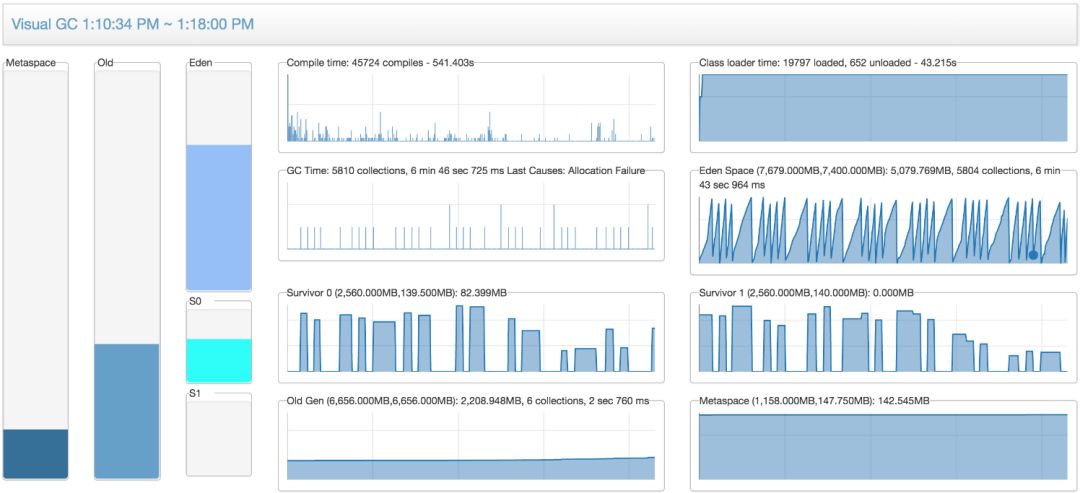 Visual GC 1:10:34 PM ~ 1:18:00 PM
Metaspace
Old
Eden
S0
S1
Compile time: 45724 compiles - 541.403s
Class loader time: 19797 loaded, 652 unloaded - 43.215s
GC Time: 5810 collections, 6 min 46 sec 725 ms Last Causes: Allocation Failure
Eden Space (7,679.000MB,7,400.000MB): 5,079.769MB, 5804 collections, 6 min
43 sec 964 ms
Survivor 0 (2,560.000MB,139.500MB): 82.399MB
Survivor 1 (2,560.000MB,140.000MB): 0.000MB
Old Gen (6,656.000MB,6,656.000MB): 2,208.948MB, 6 collections, 2 sec 760 ms
Metaspace (1,158.000MB,147.750MB): 142.545MB